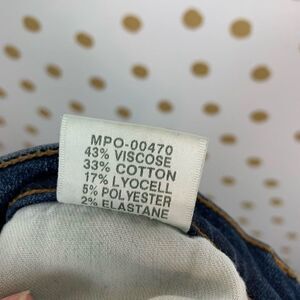 MPO-00470
43% VISCOSE
33% COTTON
17% LYOCELL
5% POLYESTER
2% ELASTANE